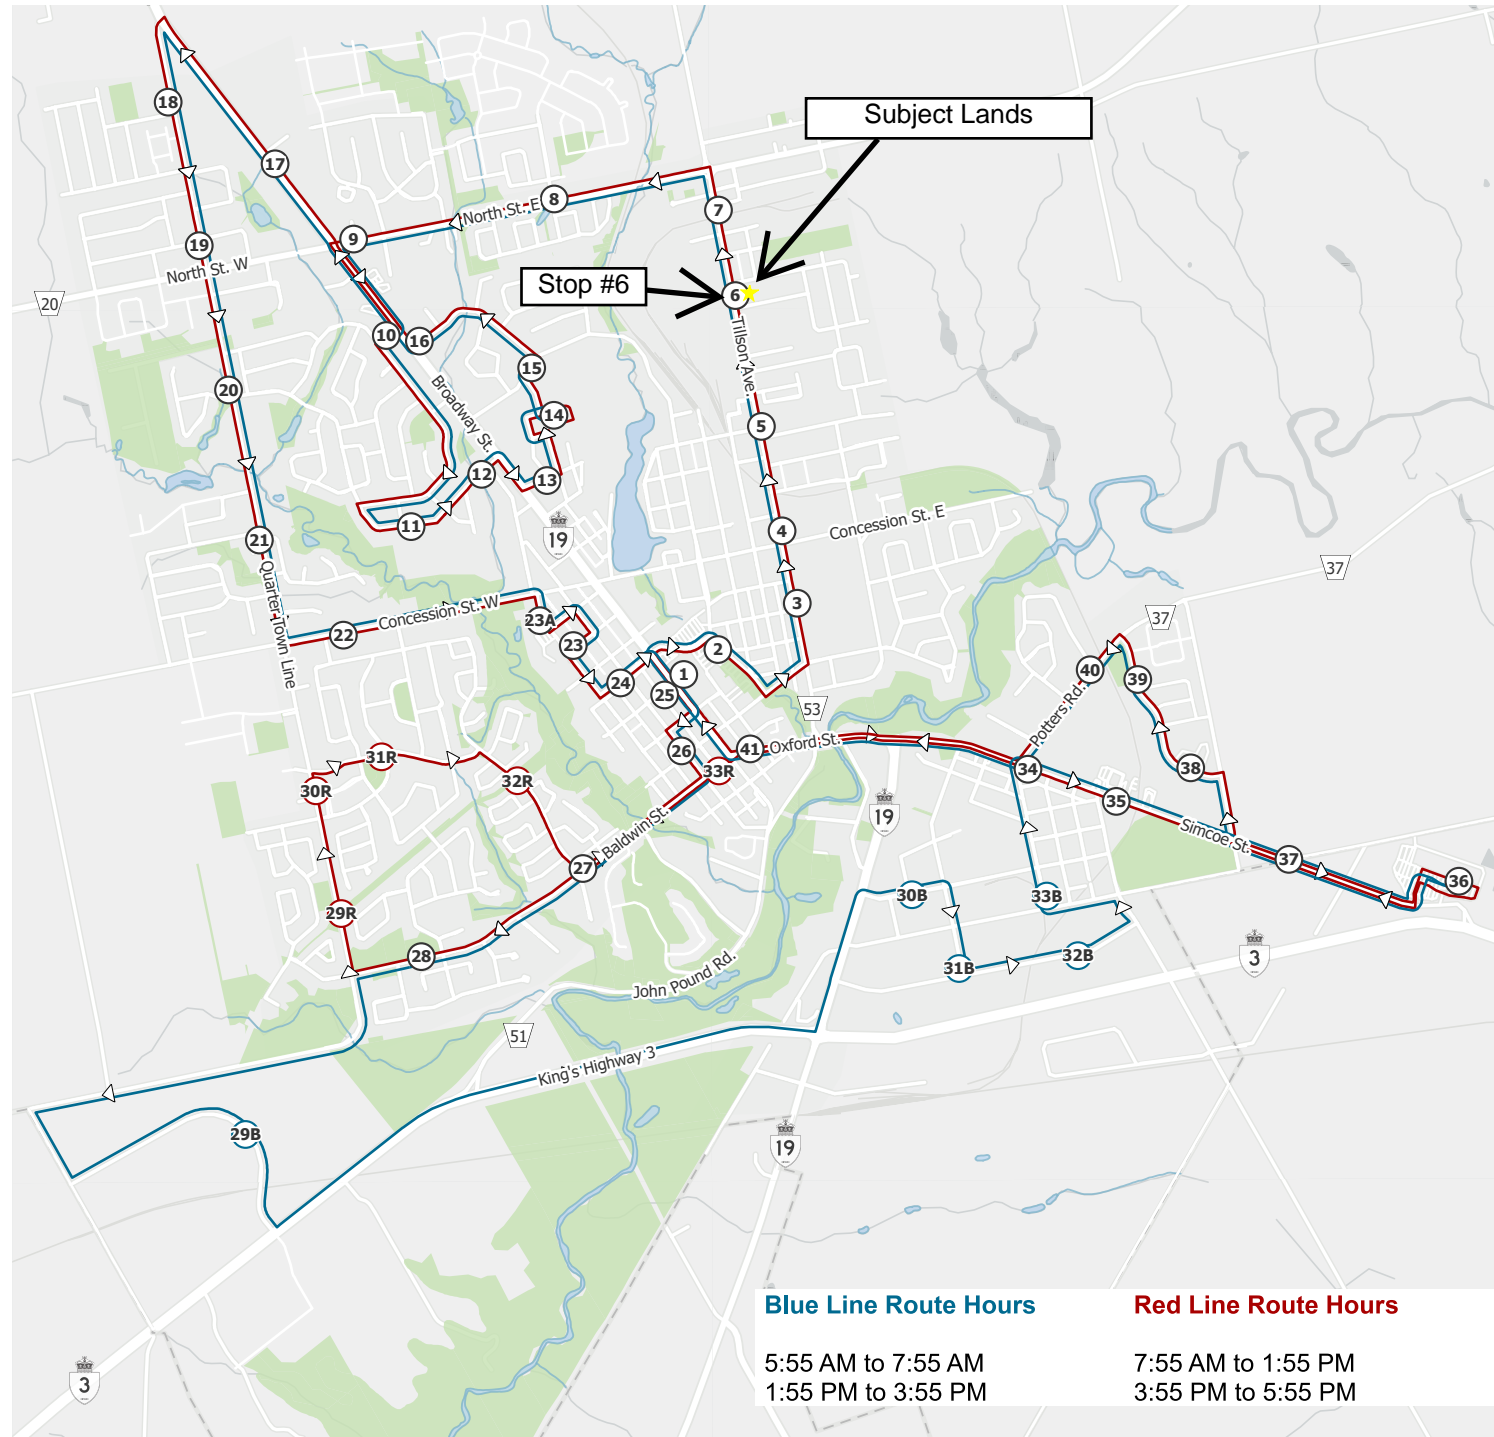 Subject Lands
18
17
7
8
North St. E
9
19
North St. W
20
Stop #6
6
10
16
Tillson Ave.
15
20
Broadway St.
14
5
12
13
11
4
Concession St. E
19
21
37
Quarter Town Line
3
Concession St. W
37
22
23A
23
2
1
40
24
39
25
53
Potters Rd.
41
Oxford St.
26
31R
33R
34
38
32R
30R
35
19
Simcoe St.
Baldwin St.
37
27
36
30B
33B
29R
28
32B
3
31B
John Pound Rd.
51
King's Highway 3
29B
19
3
Blue Line Route Hours
Red Line Route Hours
5:55 AM to 7:55 AM
7:55 AM to 1:55 PM
1:55 PM to 3:55 PM
3:55 PM to 5:55 PM